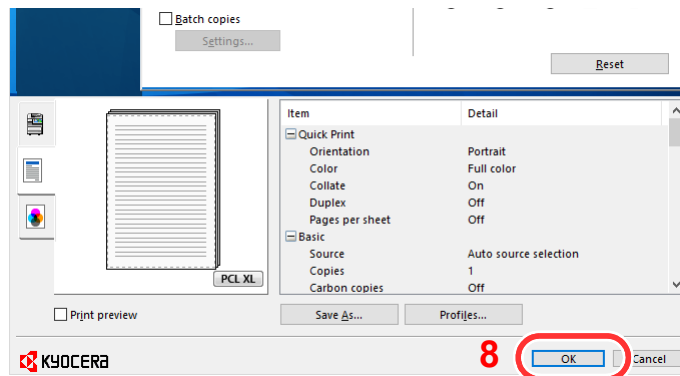 Batch copies
Settings...
Reset
Item Detail
Quick Print
Orientation Portrait
Color Full color
Collate On
Duplex Off
Pages per sheet Off
Basic
Source Auto source selection
Copies 1
Carbon copies Off
PCL XL
Print preview Save As... Profiles...
KYOCERA 8 OK Cancel